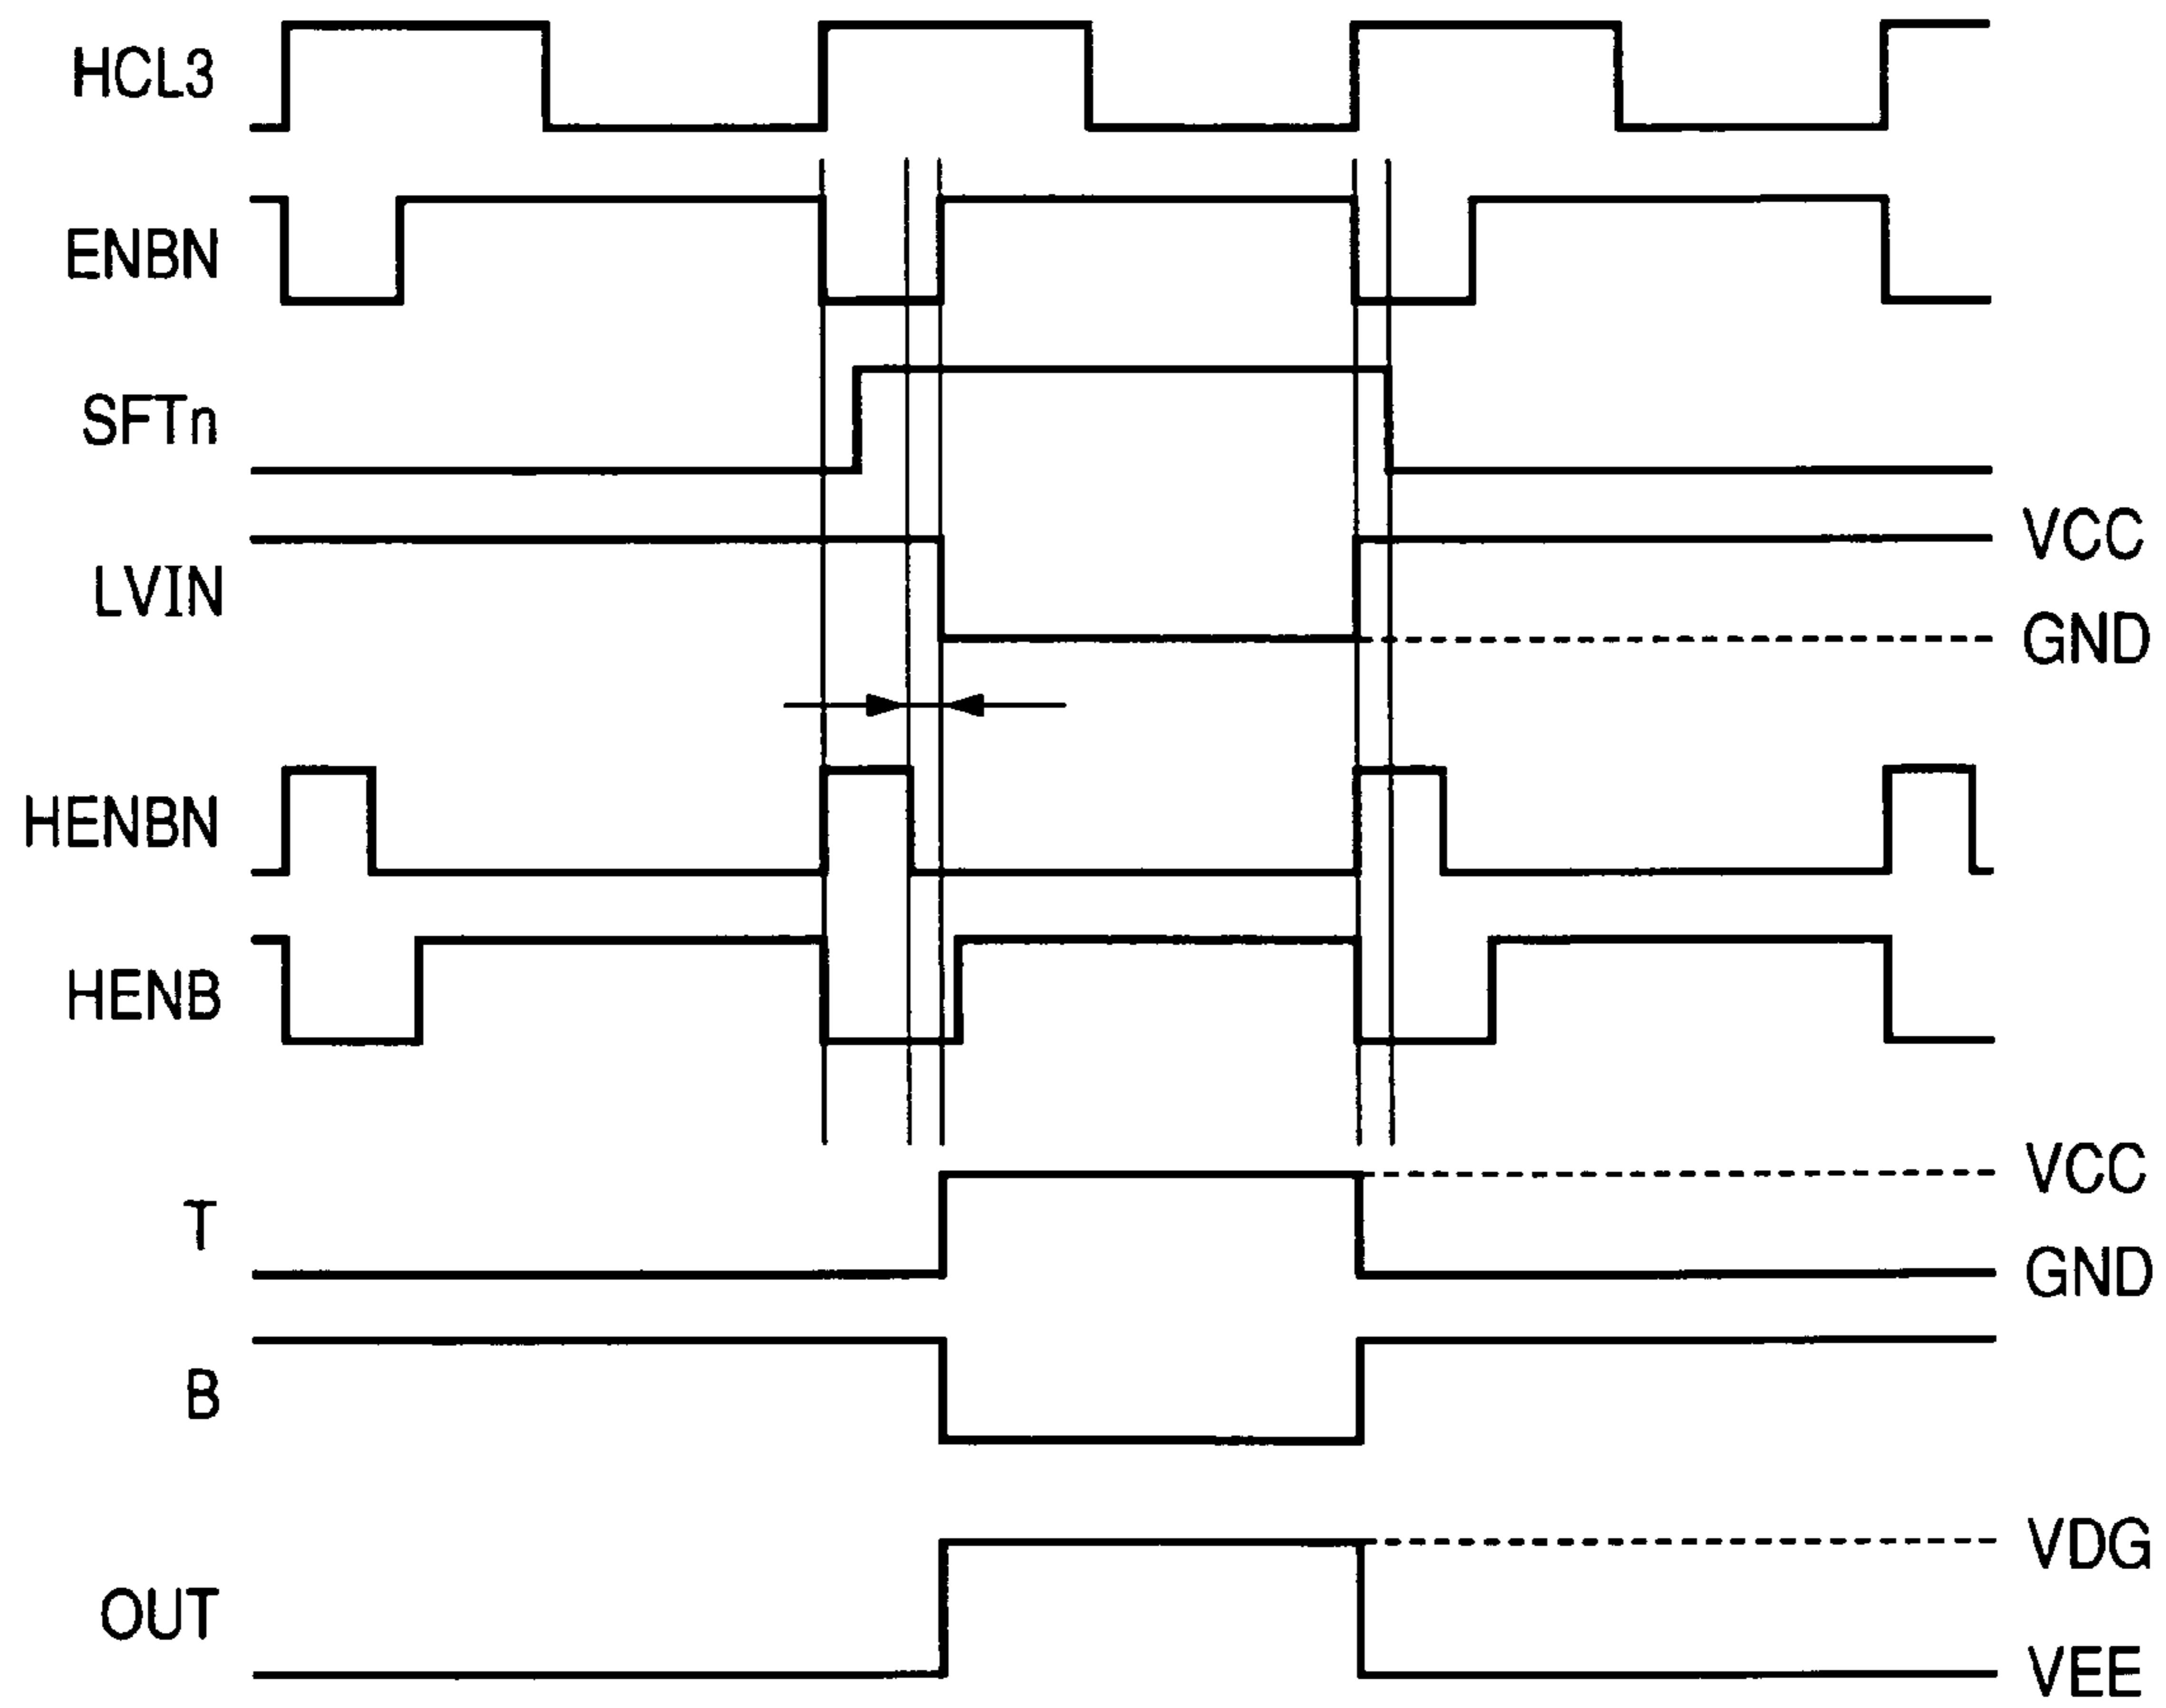 HCL3
ENBN
SFTn
VCC
LVIN
GND
HENBN
HENB
VCC
T
GND
B
VDG
OUT
VEE